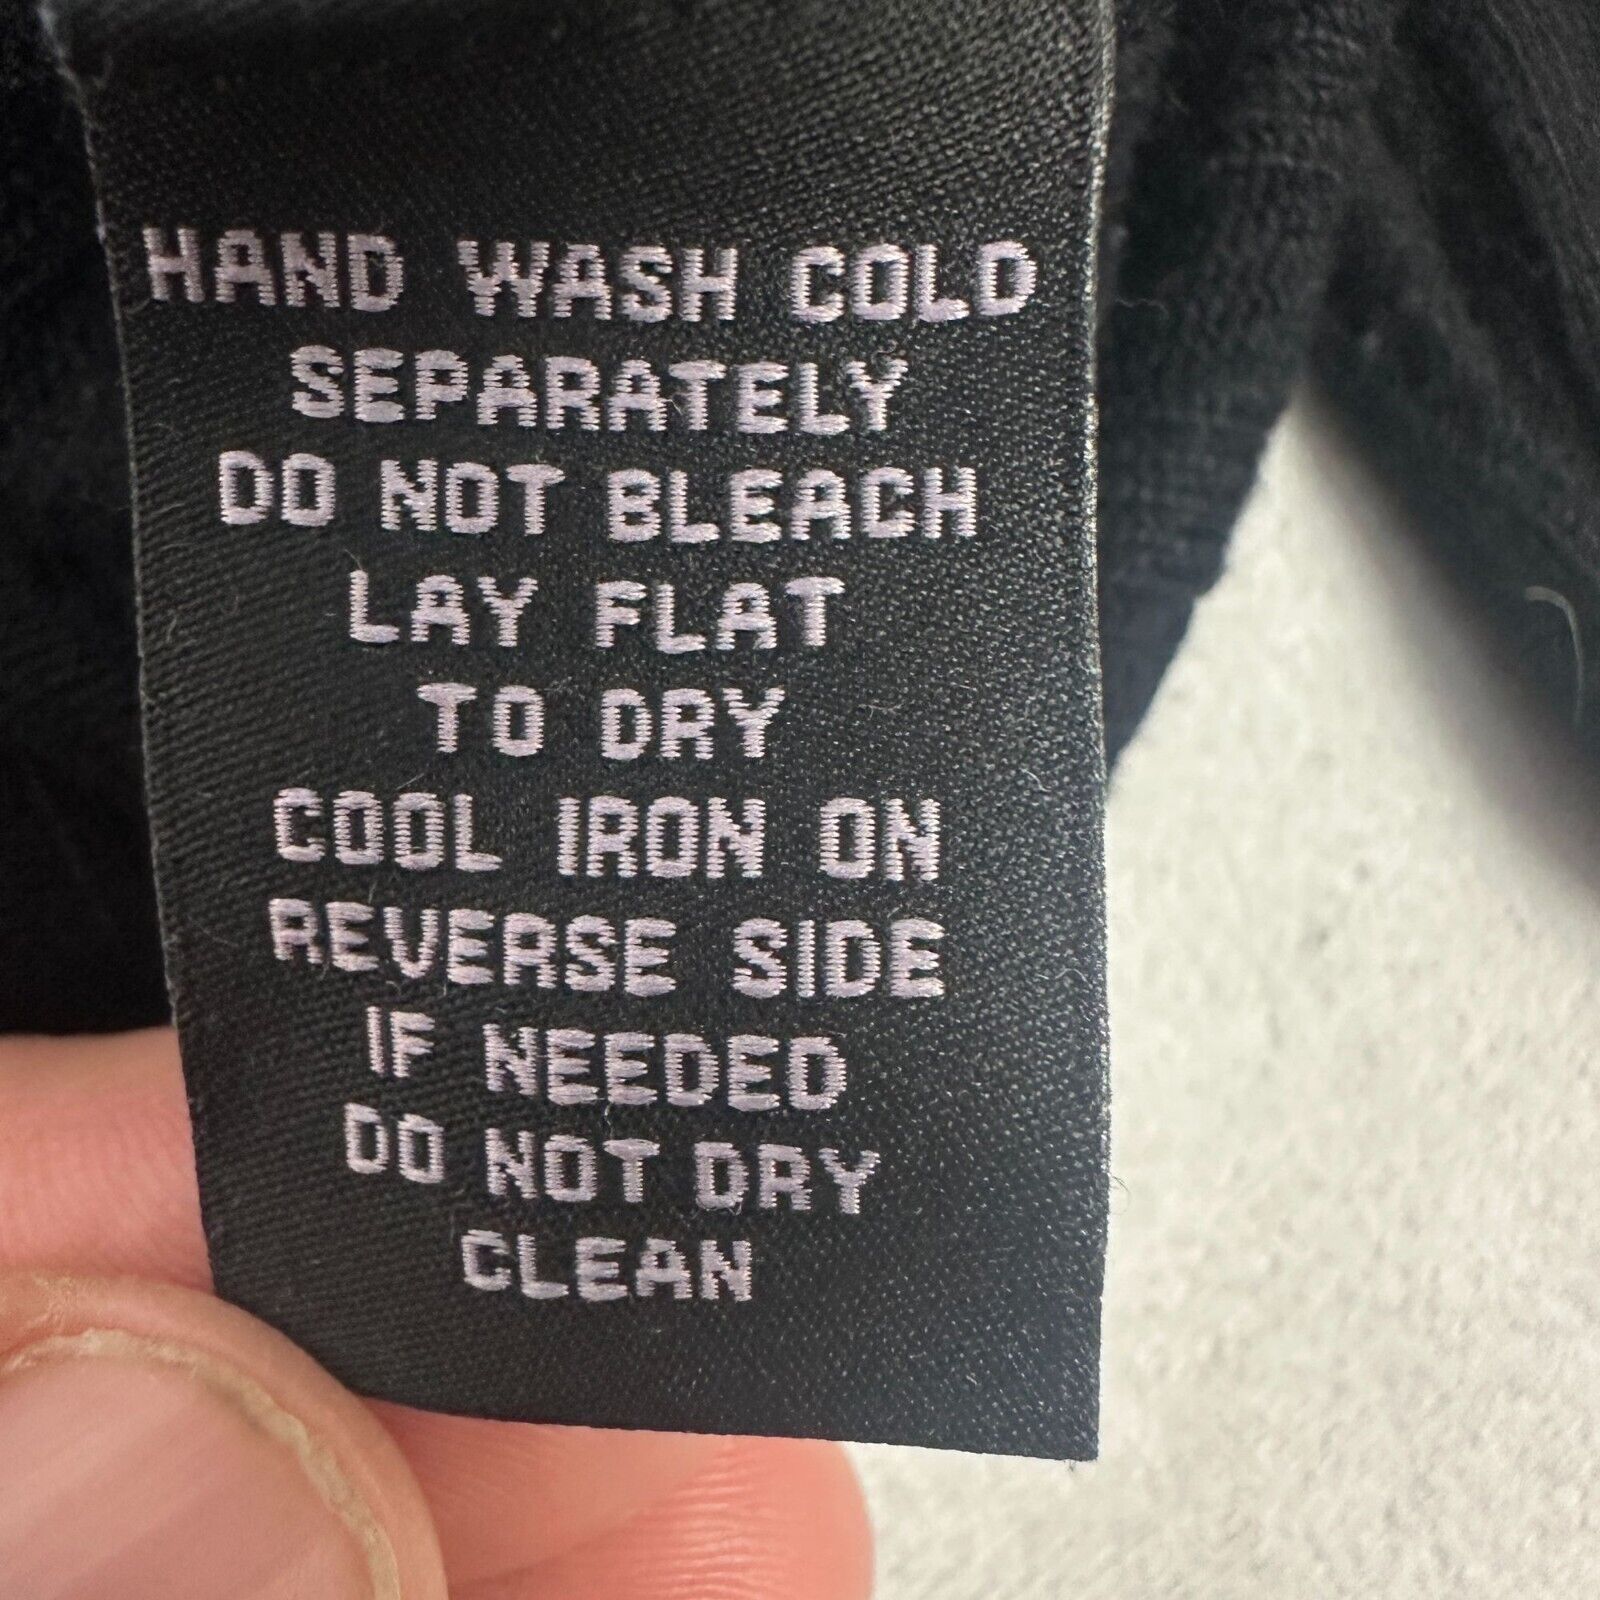 HAND WASH COLD
SEPARATELY
DO NOT BLEACH
LAY FLAT
TO DRY
COOL IRON ON
REVERSE SIDE
IF NEEDED
DO NOT DRY
CLEAN